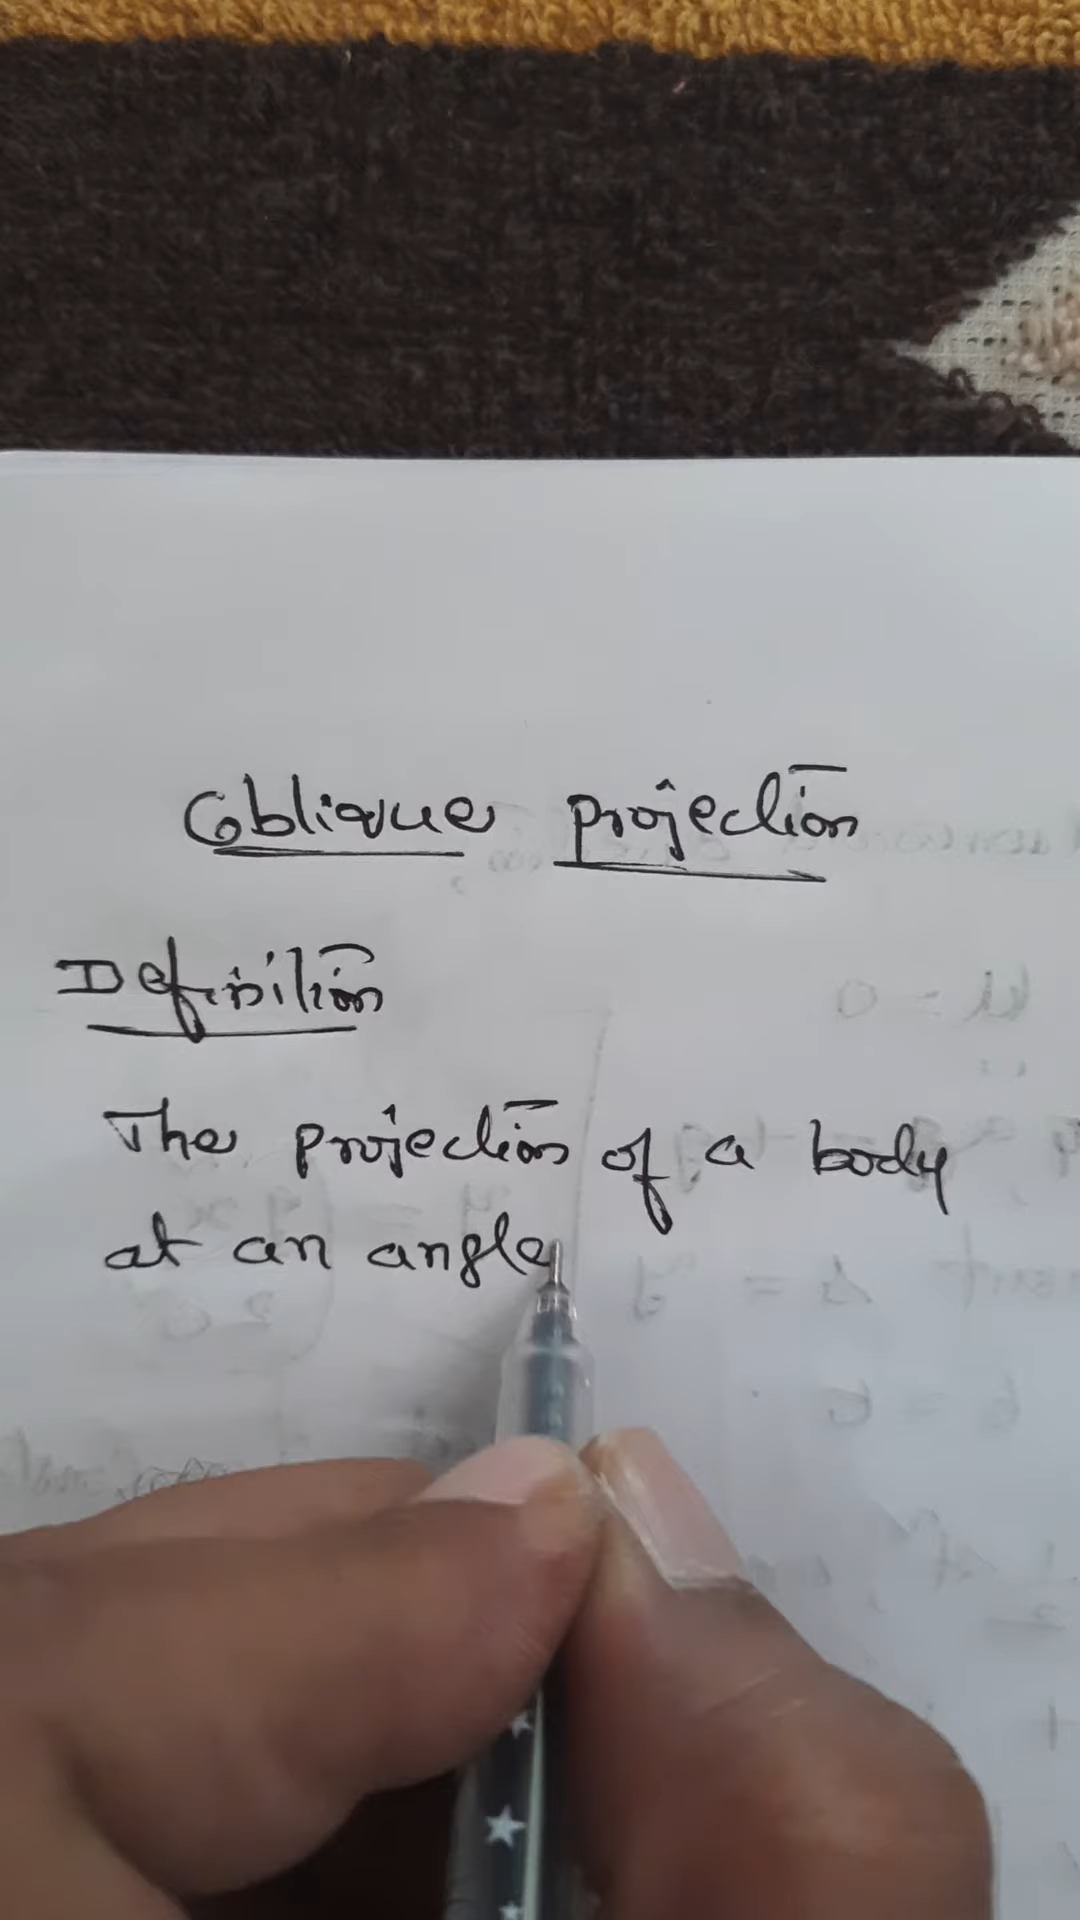 Oblique projection
Definition
The projection of a body
at an angle